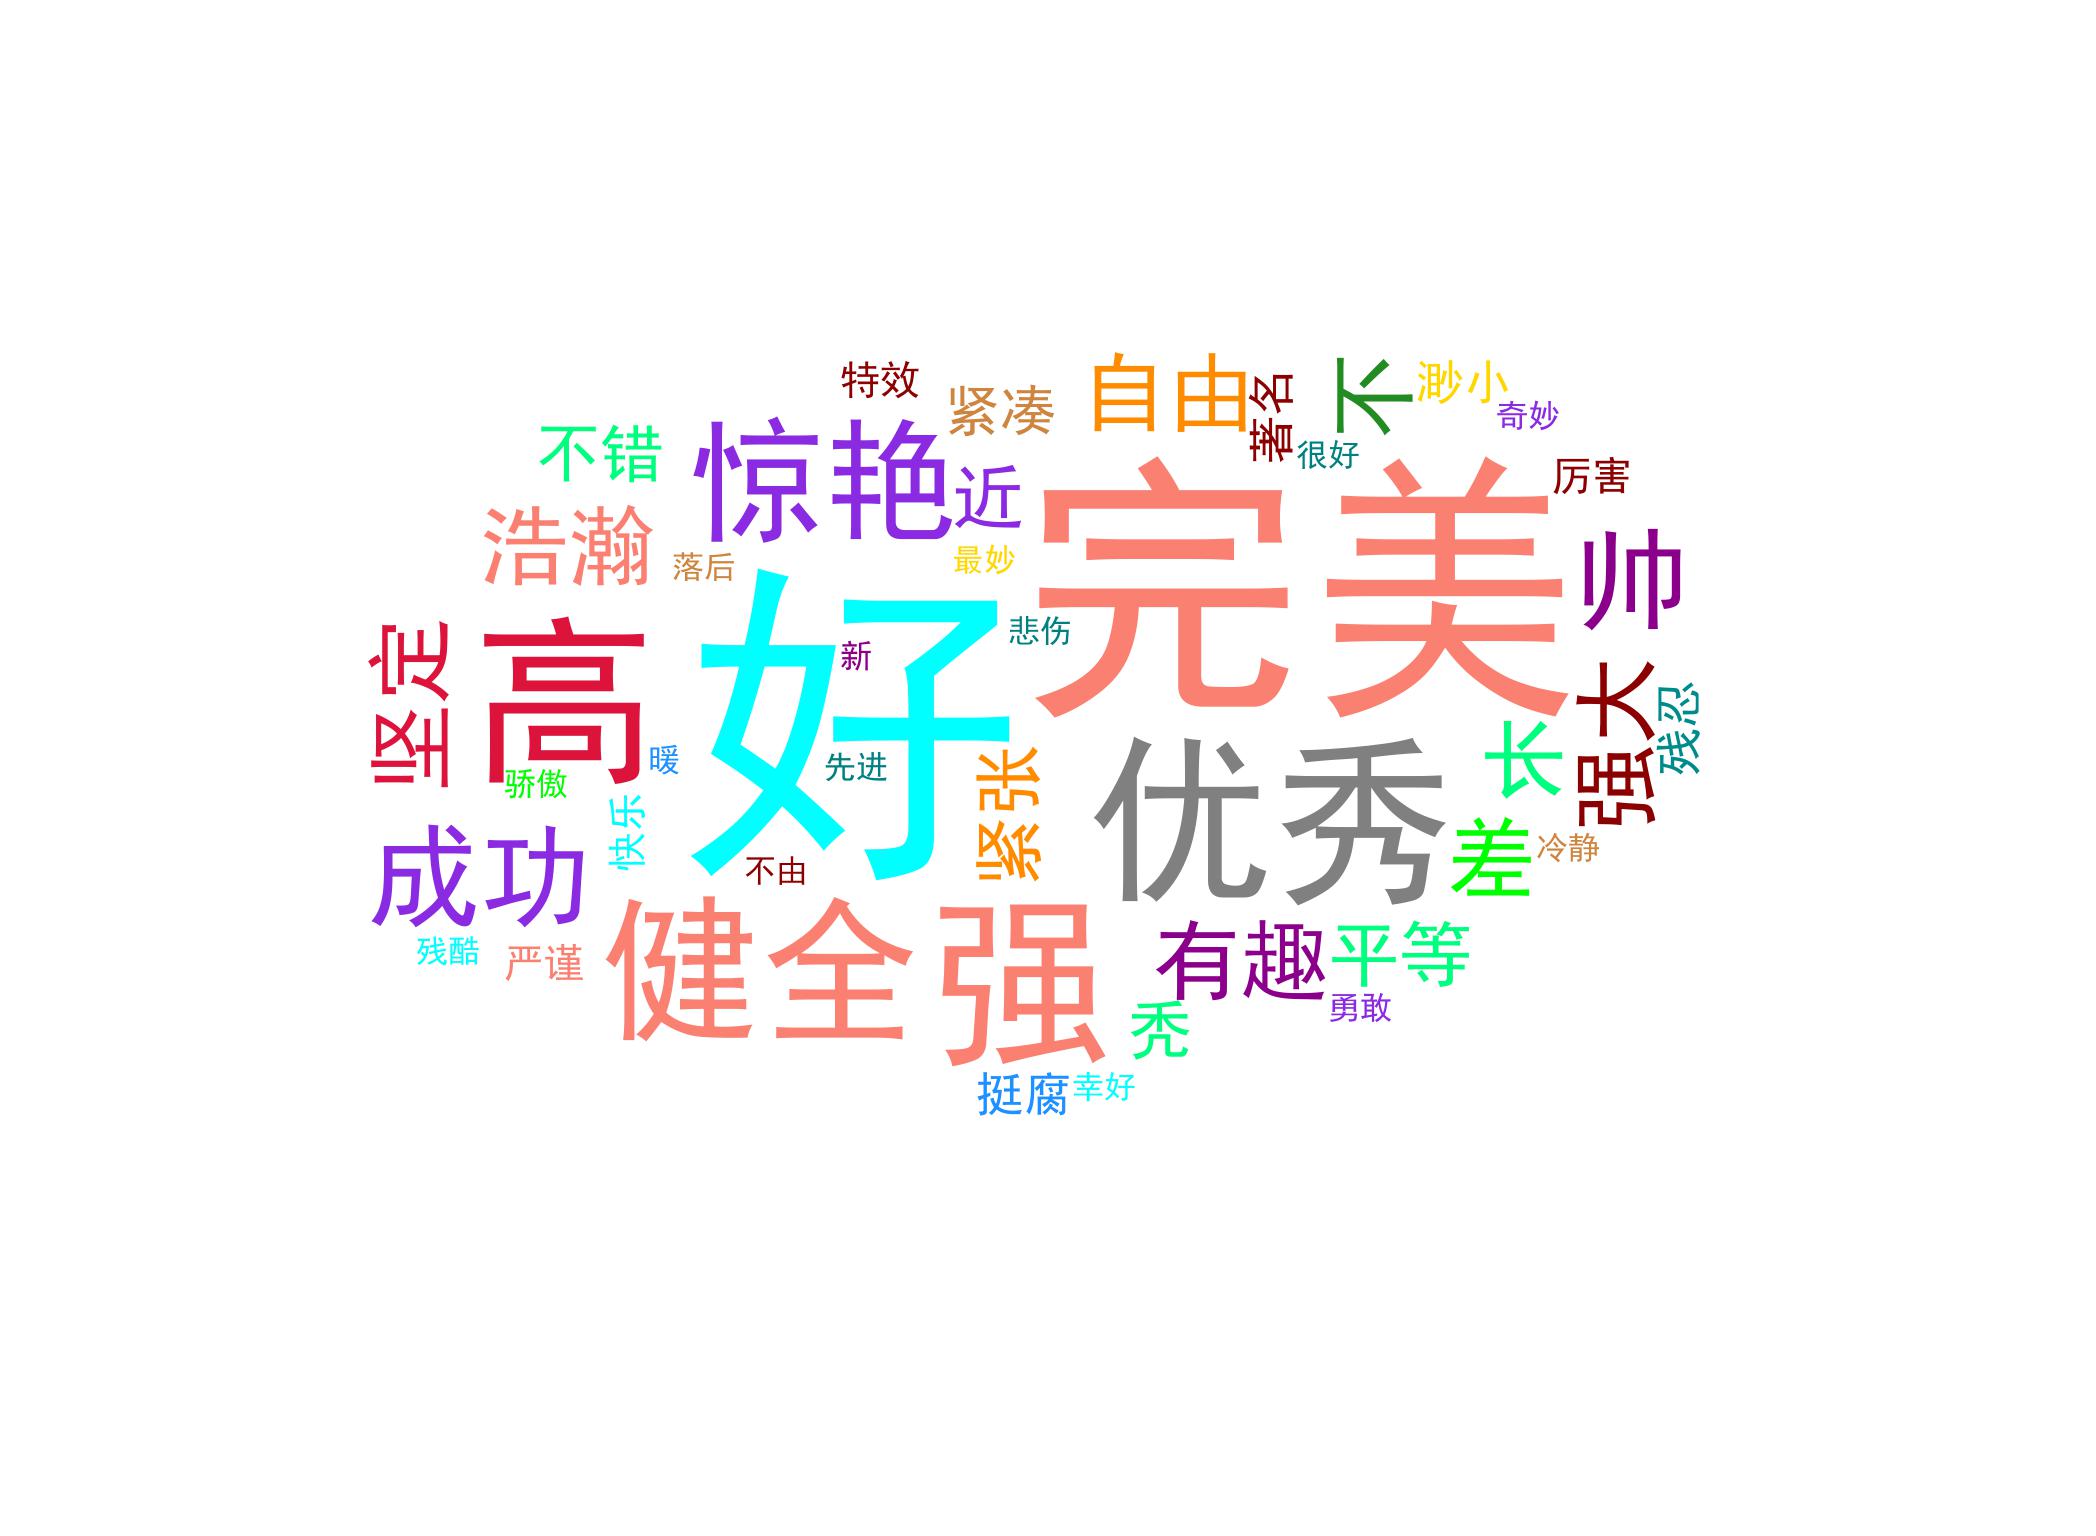 特效
紧凑
自由
著名
不
渺小
奇妙
不错
惊艳
近
很好
厉害
浩瀚
落后
最妙
完美
帅
坚定
高
好
新
悲伤
强大
残忍
骄傲
暖
先进
紧张
优秀
长
成功
快乐
不由
差
冷静
残酷
严谨
健全
强
有趣
平等
秃
勇敢
挺腐
幸好